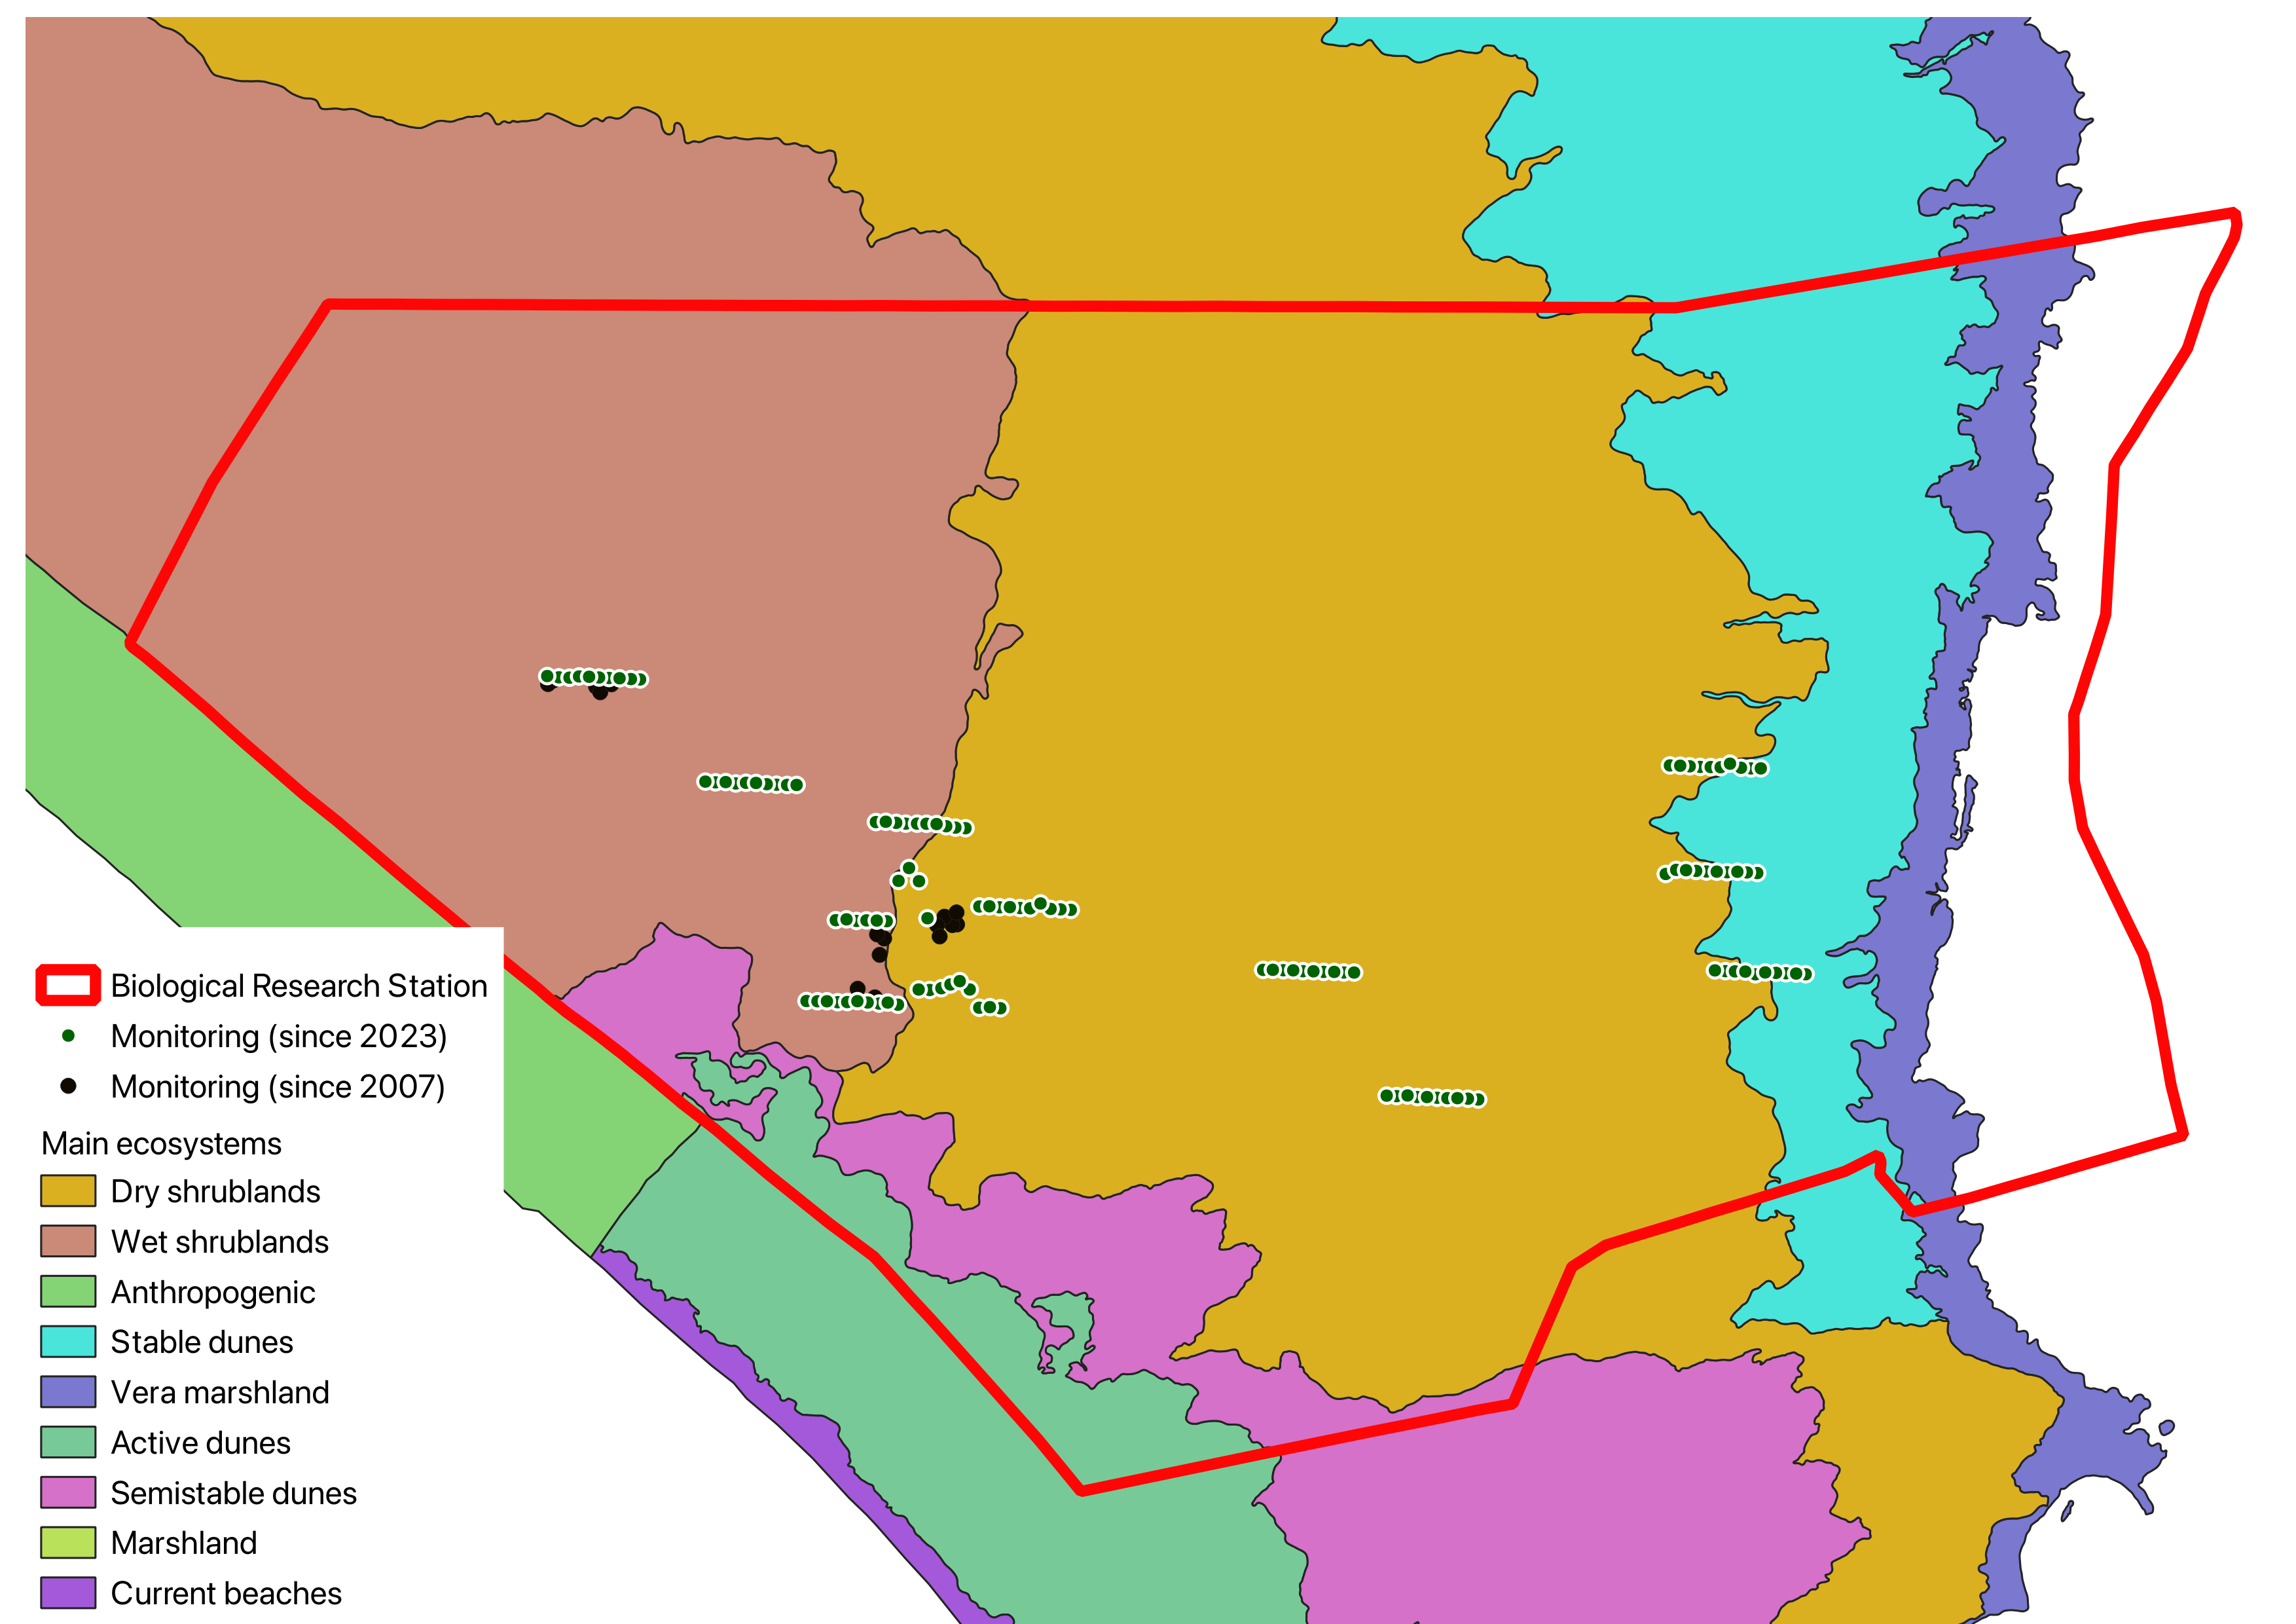 Biological Research Station
Monitoring (since 2023)
Monitoring (since 2007)
Main ecosystems
Dry shrublands
Wet shrublands
Anthropogenic
Stable dunes
Vera marshland
Active dunes
Semistable dunes
Marshland
Current beaches